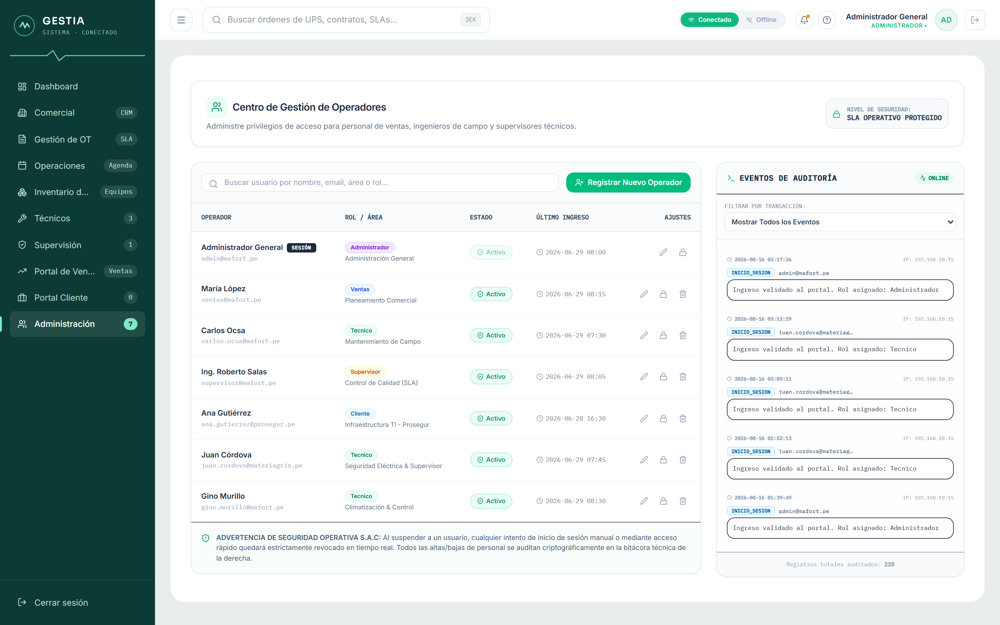 GESTIA
SISTEMA · CONECTADO
Dashboard
Comercial CRM
Gestión de OT SLA
Operaciones Agenda
Inventario d... Equipos
Técnicos 3
Supervisión 1
Portal de Ven... Ventas
Portal Cliente 0
Administración 7
Cerrar sesión
Buscar órdenes de UPS, contratos, SLAs... ⌘K
Conectado Offline
Administrador General
ADMINISTRADOR •
AD
Centro de Gestión de Operadores
Administre privilegios de acceso para personal de ventas, ingenieros de campo y supervisores técnicos.
NIVEL DE SEGURIDAD:
SLA OPERATIVO PROTEGIDO
Buscar usuario por nombre, email, área o rol...
Registrar Nuevo Operador
OPERADOR ROL / ÁREA ESTADO ÚLTIMO INGRESO AJUSTES
Administrador General SESIÓN
admin@mafort.pe
Administrador
Administración General
Activo
2026-06-29 08:00
María López
ventas@mafort.pe
Ventas
Planeamiento Comercial
Activo
2026-06-29 08:15
Carlos Ocsa
carlos.ocsa@mafort.pe
Tecnico
Mantenimiento de Campo
Activo
2026-06-29 07:30
Ing. Roberto Salas
supervisor@mafort.pe
Supervisor
Control de Calidad (SLA)
Activo
2026-06-29 08:05
Ana Gutiérrez
ana.gutierrez@prosegur.pe
Cliente
Infraestructura TI - Prosegur
Activo
2026-06-28 16:30
Juan Córdova
juan.cordova@materiagris.pe
Tecnico
Seguridad Eléctrica & Supervisor
Activo
2026-06-29 07:45
Gino Murillo
gino.murillo@mafort.pe
Tecnico
Climatización & Control
Activo
2026-06-29 08:30
ADVERTENCIA DE SEGURIDAD OPERATIVA S.A.C: Al suspender a un usuario, cualquier intento de inicio de sesión manual o mediante acceso
rápido quedará estrictamente revocado en tiempo real. Todos las altas/bajas de personal se auditan criptográficamente en la bitácora técnica de
la derecha.
EVENTOS DE AUDITORÍA ONLINE
FILTRAR POR TRANSACCIÓN:
Mostrar Todos los Eventos
2026-08-16 03:17:26 IP: 192.168.10.15
INICIO_SESION admin@mafort.pe
Ingreso validado al portal. Rol asignado: Administrador
2026-08-16 03:13:29 IP: 192.168.10.15
INICIO_SESION juan.cordova@materiag…
Ingreso validado al portal. Rol asignado: Tecnico
2026-08-16 03:09:11 IP: 192.168.10.15
INICIO_SESION juan.cordova@materiag…
Ingreso validado al portal. Rol asignado: Tecnico
2026-08-16 02:52:13 IP: 192.168.10.15
INICIO_SESION juan.cordova@materiag…
Ingreso validado al portal. Rol asignado: Tecnico
2026-08-16 01:39:49 IP: 192.168.10.15
INICIO_SESION admin@mafort.pe
Ingreso validado al portal. Rol asignado: Administrador
Registros totales auditados: 228